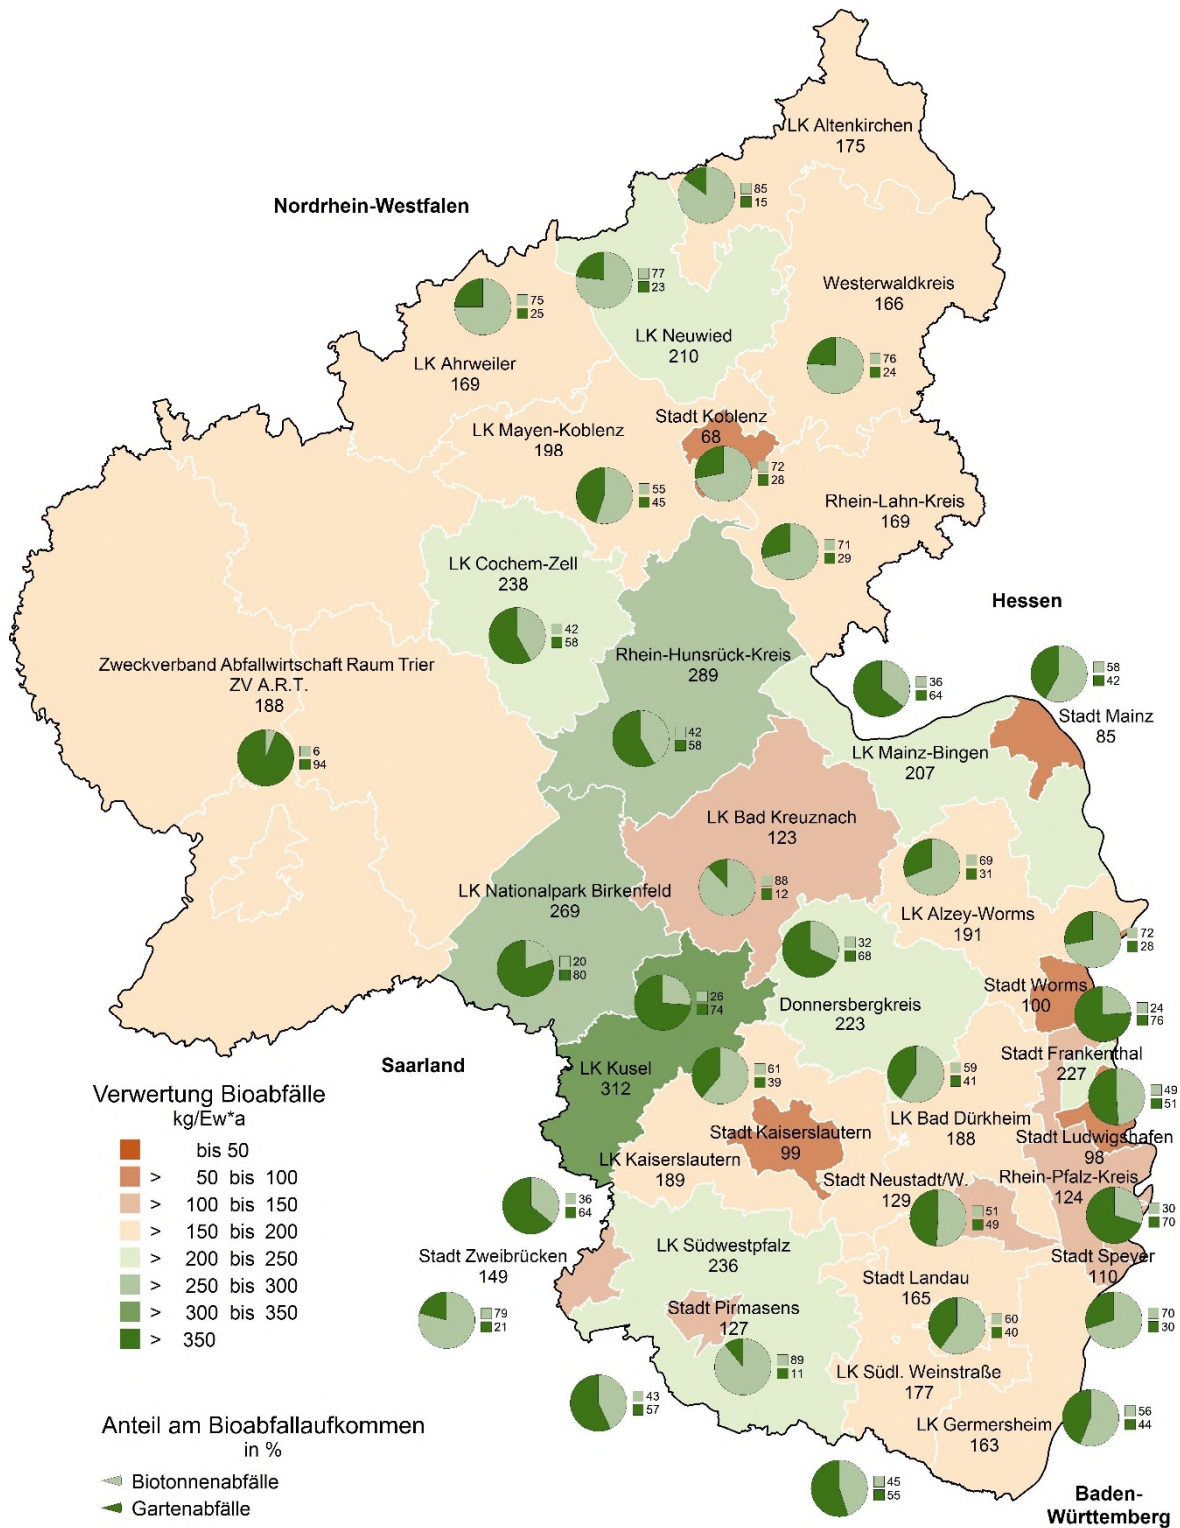 LK Altenkirchen
175
85
15
Nordrhein-Westfalen
77
23
Westerwaldkreis
166
75
25
LK Neuwied
210
LK Ahrweiler
169
76
24
Stadt Koblenz
68
LK Mayen-Koblenz
198
72
28
55
45
Rhein-Lahn-Kreis
169
71
29
LK Cochem-Zell
238
Hessen
42
58
Rhein-Hunsrück-Kreis
289
Zweckverband Abfallwirtschaft Raum Trier
ZV A.R.T.
188
36
64
58
42
Stadt Mainz
85
42
58
6
94
LK Mainz-Bingen
207
LK Bad Kreuznach
123
69
31
88
12
LK Nationalpark Birkenfeld
269
LK Alzey-Worms
191
72
28
32
68
20
80
Stadt Worms
100
26
74
Donnersbergkreis
223
24
76
Saarland
Stadt Frankenthal
227
LK Kusel
312
61
39
59
41
49
51
LK Bad Dürkheim
188
Stadt Kaiserslautern
99
Stadt Ludwigshafen
98
LK Kaiserslautern
189
Stadt Neustadt/W.
129
Rhein-Pfalz-Kreis
124
36
64
51
49
30
70
Stadt Zweibrücken
149
LK Südwestpfalz
236
Stadt Speyer
110
Stadt Landau
165
79
21
Stadt Pirmasens
127
60
40
70
30
89
11
LK Südl. Weinstraße
177
43
57
56
44
LK Germersheim
163
45
55
Baden-
Württemberg
Verwertung Bioabfälle
kg/Ew*a
bis 50
> 50 bis 100
> 100 bis 150
> 150 bis 200
> 200 bis 250
> 250 bis 300
> 300 bis 350
> 350
Anteil am Bioabfallaufkommen
in %
Biotonnenabfälle
Gartenabfälle